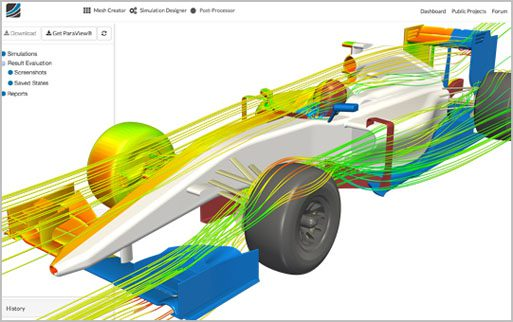 Mesh Creator Simulation Designer Post-Processor Dashboard Public Projects Forum
Download Get ParaView®
Simulations
Result Evaluation
Screenshots
Saved States
Reports
History